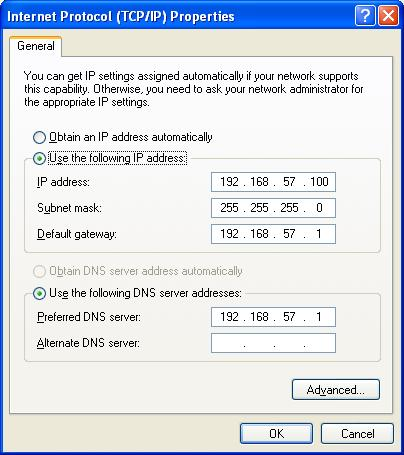 Internet Protocol (TCP/IP) Properties
General
You can get IP settings assigned automatically if your network supports
this capability. Otherwise, you need to ask your network administrator for
the appropriate IP settings.
Obtain an IP address automatically
Use the following IP address:
IP address: 192 . 168 . 57 . 100
Subnet mask: 255 . 255 . 255 . 0
Default gateway: 192 . 168 . 57 . 1
Obtain DNS server address automatically
Use the following DNS server addresses:
Preferred DNS server: 192 . 168 . 57 . 1
Alternate DNS server: . . .
Advanced...
OK Cancel